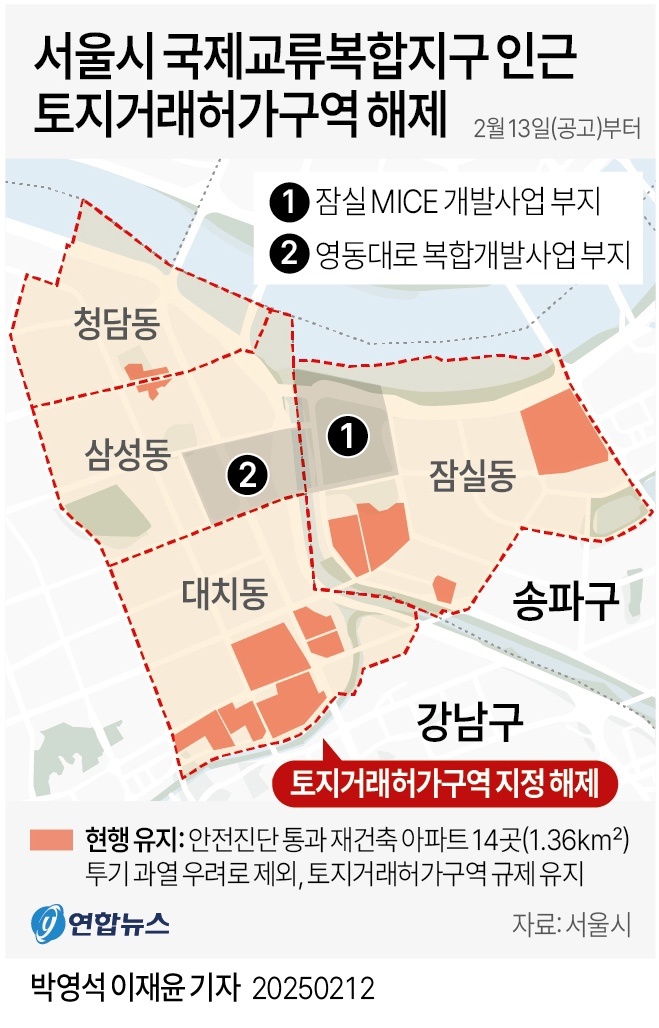 서울시 국제교류복합지구 인근
토지거래허가구역 해제 2월 13일(공고)부터
1 잠실 MICE 개발사업 부지
2 영동대로 복합개발사업 부지
청담동
삼성동
2
1
잠실동
대치동
송파구
강남구
토지거래허가구역 지정 해제
현행 유지: 안전진단 통과 재건축 아파트 14곳(1.36km²)
투기 과열 우려로 제외, 토지거래허가구역 규제 유지
y 연합뉴스 자료: 서울시
박영석 이재윤 기자 20250212